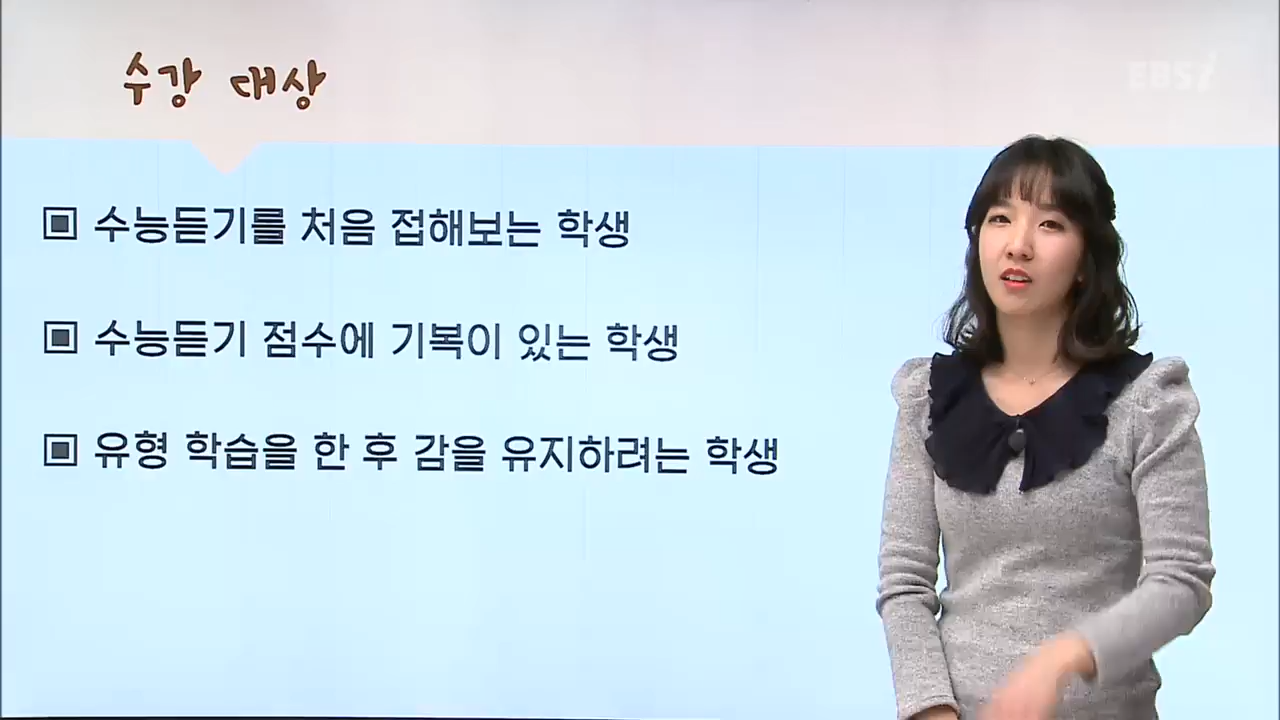 수강 대상
EBS2
▣ 수능듣기를 처음 접해보는 학생
▣ 수능듣기 점수에 기복이 있는 학생
▣ 유형 학습을 한 후 감을 유지하려는 학생